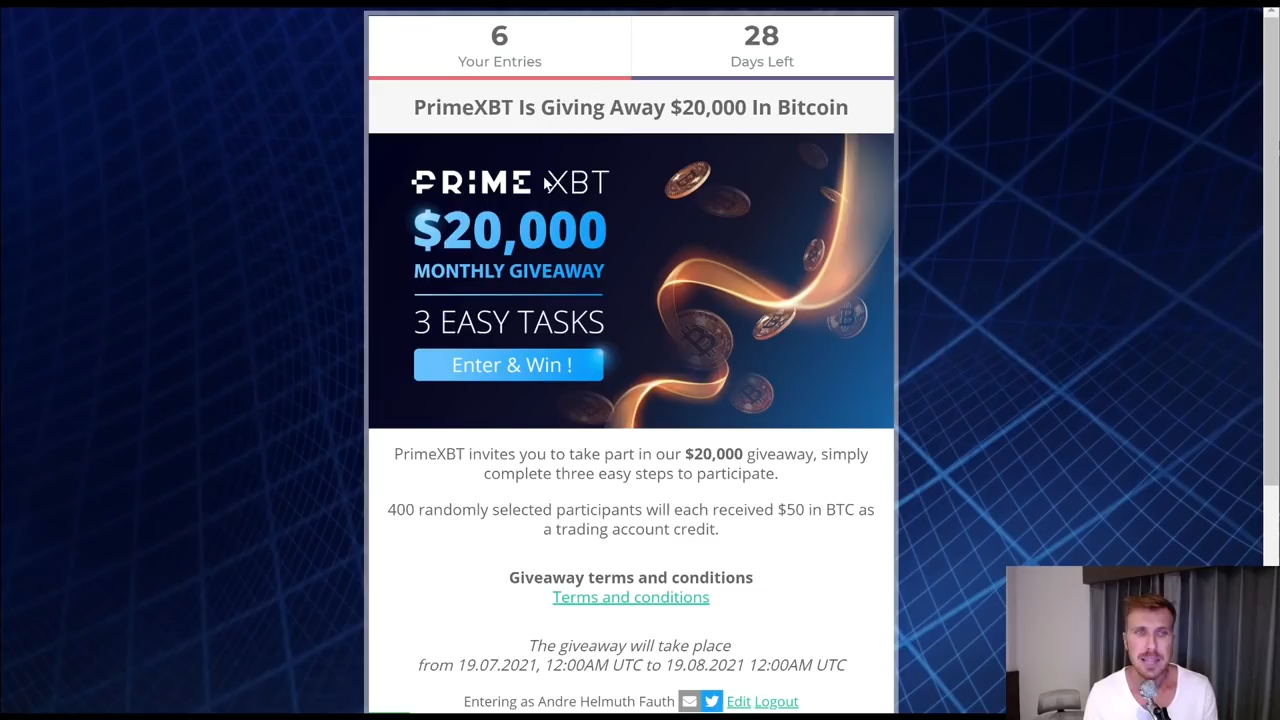 6
Your Entries
28
Days Left
PrimeXBT Is Giving Away $20,000 In Bitcoin
PRIME XBT
$20,000
MONTHLY GIVEAWAY
3 EASY TASKS
Enter & Win !
PrimeXBT invites you to take part in our $20,000 giveaway, simply
complete three easy steps to participate.
400 randomly selected participants will each received $50 in BTC as
a trading account credit.
Giveaway terms and conditions
Terms and conditions
The giveaway will take place
from 19.07.2021, 12:00AM UTC to 19.08.2021 12:00AM UTC
Entering as Andre Helmuth Fauth Edit Logout